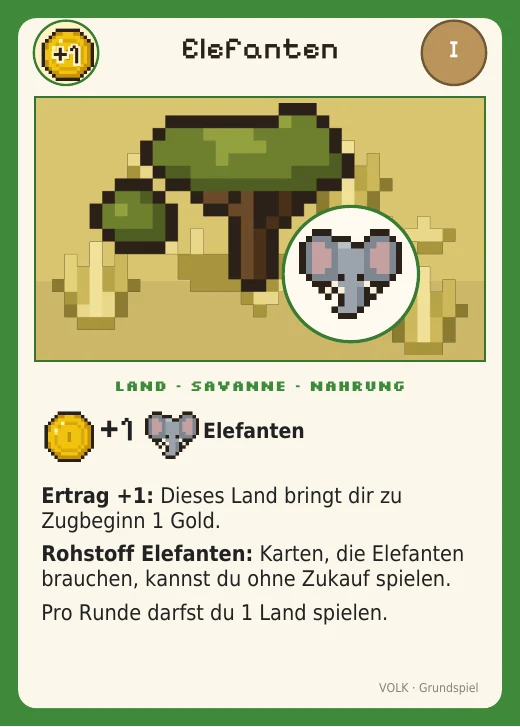 +1
Elefanten
I
LAND - SAVANNE - NAHRUNG
+1 Elefanten
Ertrag +1: Dieses Land bringt dir zu
Zugbeginn 1 Gold.
Rohstoff Elefanten: Karten, die Elefanten
brauchen, kannst du ohne Zukauf spielen.
Pro Runde darfst du 1 Land spielen.
VOLK · Grundspiel